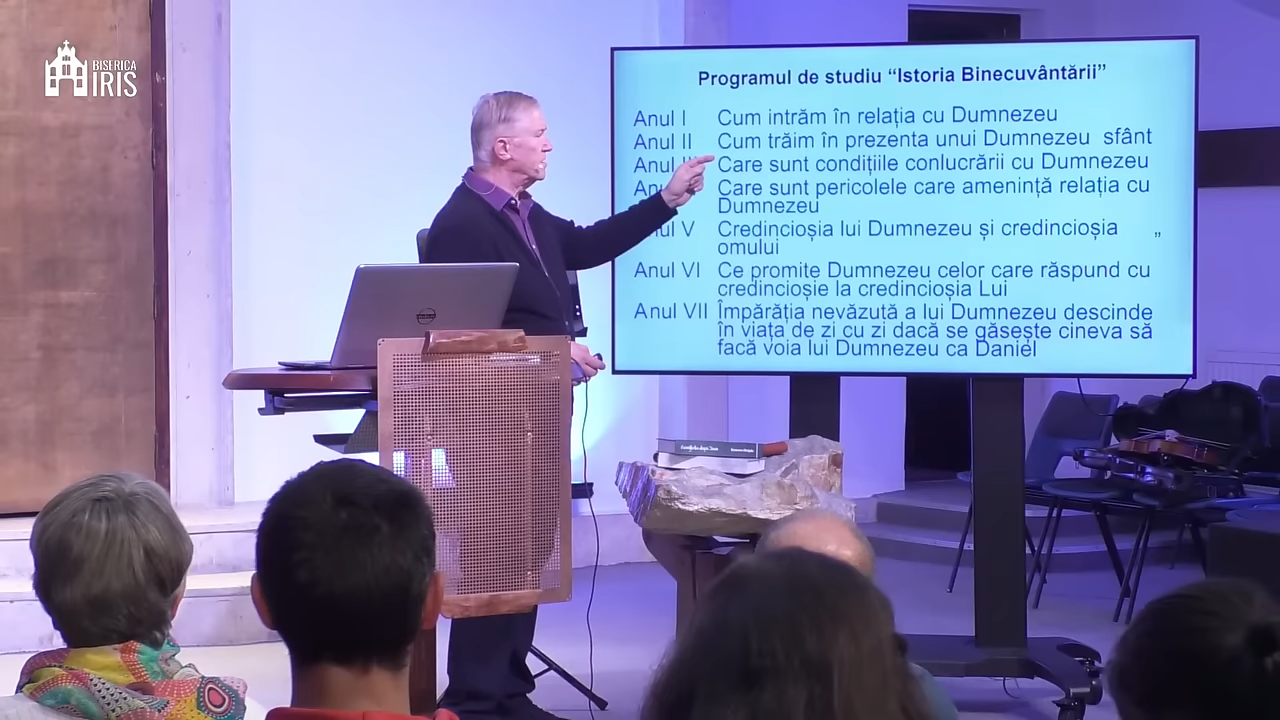 BISERICA
IRIS
Programul de studiu “Istoria Binecuvântării”
Anul I Cum intrăm în relația cu Dumnezeu
Anul II Cum trăim în prezenta unui Dumnezeu sfânt
Anul III Care sunt condițiile conlucrării cu Dumnezeu
Care sunt pericolele care amenință relația cu
Dumnezeu
V Credincioșia lui Dumnezeu și credincioșia „
omului
Anul VI Ce promite Dumnezeu celor care răspund cu
credincioșie la credincioșia Lui
Anul VII Împărăția nevăzută a lui Dumnezeu descinde
în viața de zi cu zi dacă se găsește cineva să
facă voia lui Dumnezeu ca Daniel
DELL